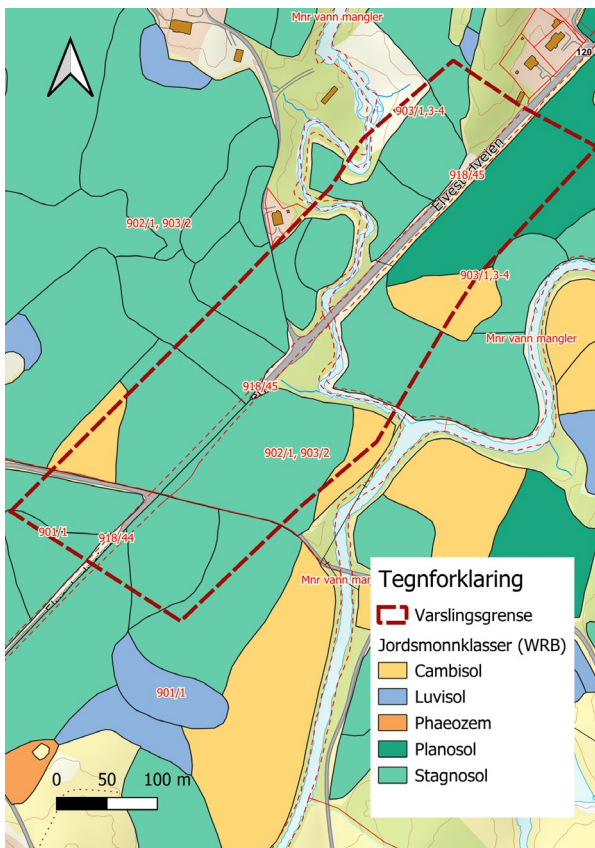 Mnr vann mangler
120
903/1,3-4
Elvestadveien
918/45
902/1, 903/2
903/1,3-4
Mnr vann mangler
918/45
902/1, 903/2
901/1
918/44
Mnr vann man
901/1
Tegnforklaring
Varslingsgrense
Jordsmonnklasser (WRB)
Cambisol
Luvisol
Phaeozem
Planosol
Stagnosol
0 50 100 m